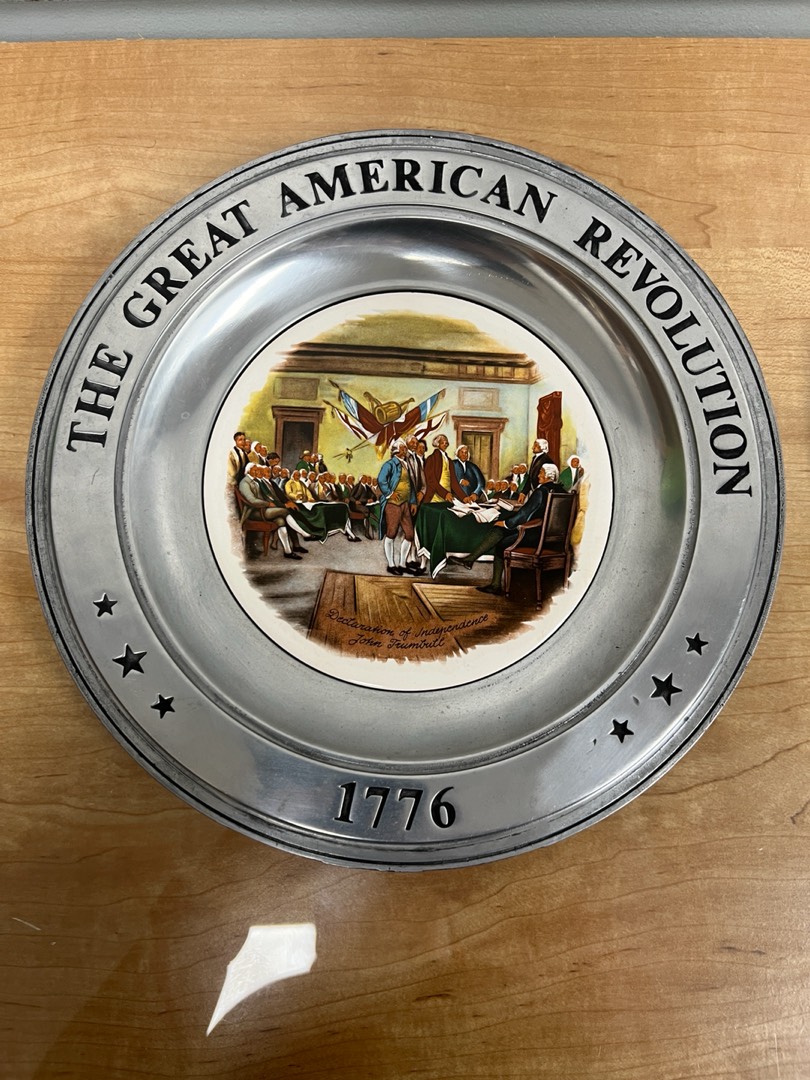 THE GREAT AMERICAN REVOLUTION
Declaration of Independence
John Trumbull
1776